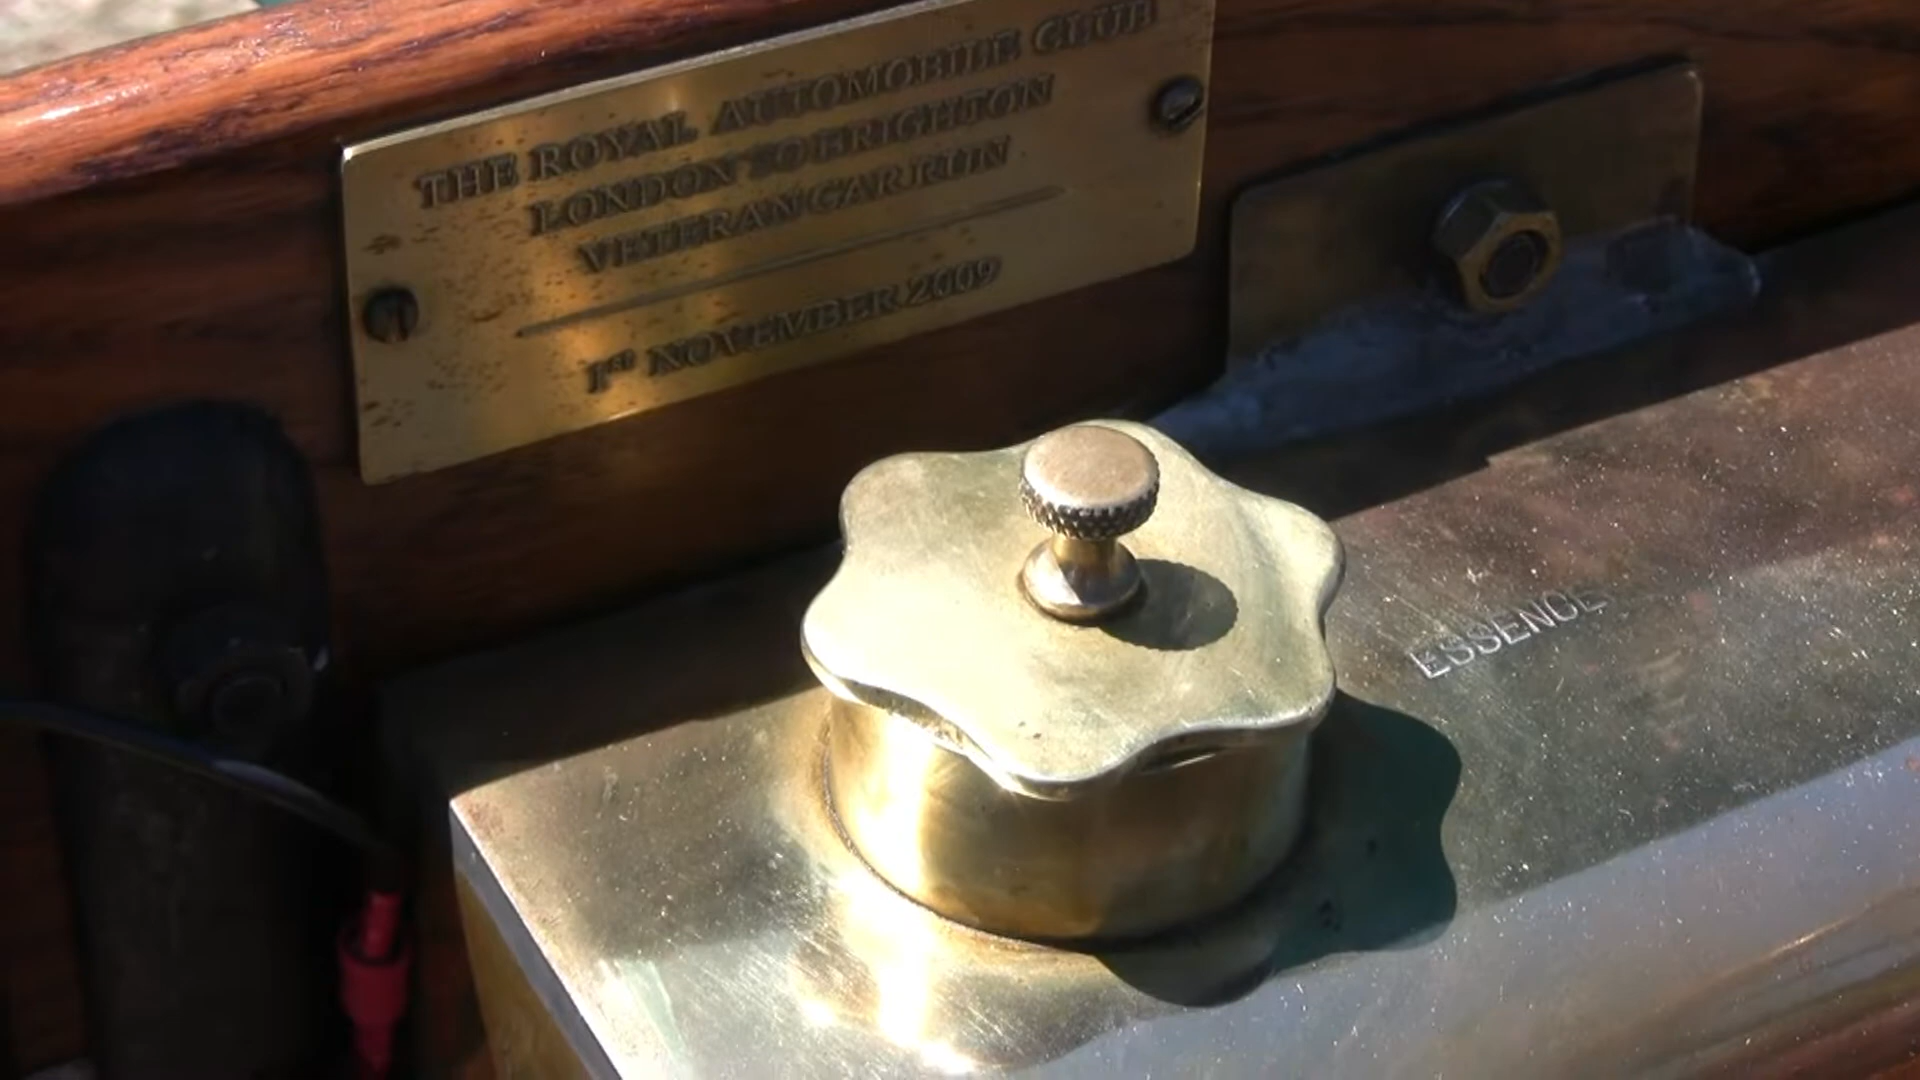 THE ROYAL AUTOMOBILE CLUB
LONDON TO BRIGHTON
VETERAN CAR RUN
1st NOVEMBER 2009
ESSENCE